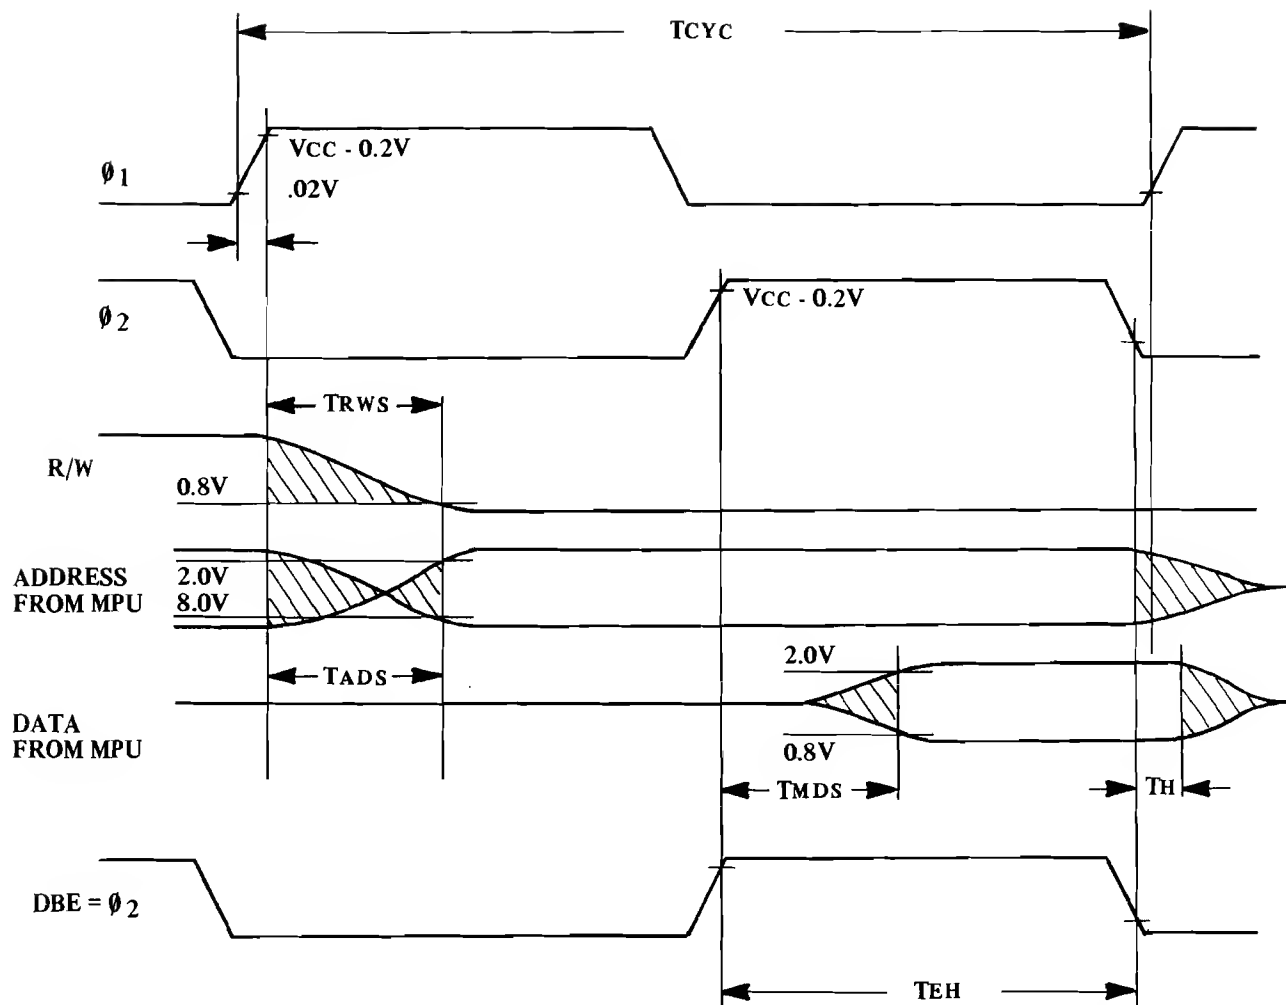 TCYC
VCC - 0.2V
.02V
Ø1
VCC - 0.2V
Ø2
TRWS
R/W
0.8V
ADDRESS
FROM MPU
2.0V
8.0V
TADS
2.0V
DATA
FROM MPU
0.8V
TMDS
TH
DBE = Ø2
TEH